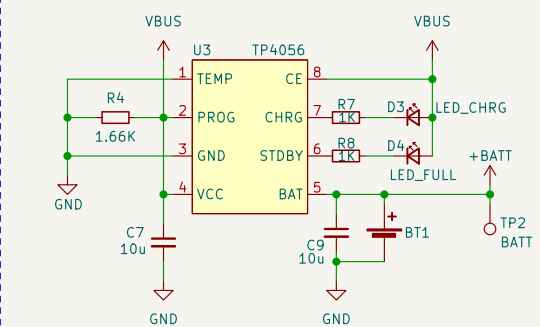 VBUS
VBUS
U3
TP4056
1
TEMP
CE
8
R4
1.66K
2
PROG
CHRG
7
R7
1K
D3
LED_CHRG
3
GND
STDBY
6
R8
1K
D4
LED_FULL
4
VCC
BAT
5
+BATT
GND
C7
10u
C9
10u
+
BT1
TP2
BATT
GND
GND